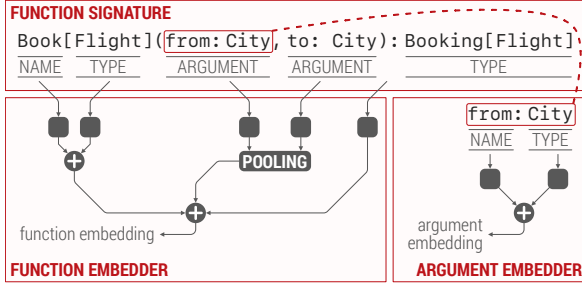 FUNCTION SIGNATURE
Book[Flight](from: City, to: City): Booking[Flight]
NAME TYPE ARGUMENT ARGUMENT TYPE
from: City
NAME TYPE
POOLING
function embedding
argument
embedding
FUNCTION EMBEDDER
ARGUMENT EMBEDDER